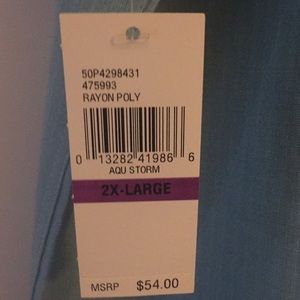 50P4298431
475993
RAYON POLY
0 13282 41986 6
AQU STORM
2X-LARGE
MSRP $54.00